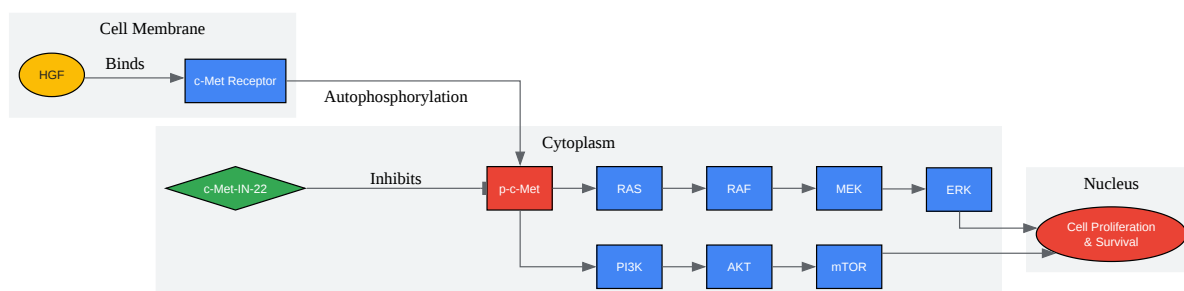 Cell Membrane
HGF
Binds
c-Met Receptor
Autophosphorylation
Cytoplasm
c-Met-IN-22
Inhibits
p-c-Met
RAS
RAF
MEK
ERK
PI3K
AKT
mTOR
Nucleus
Cell Proliferation
& Survival